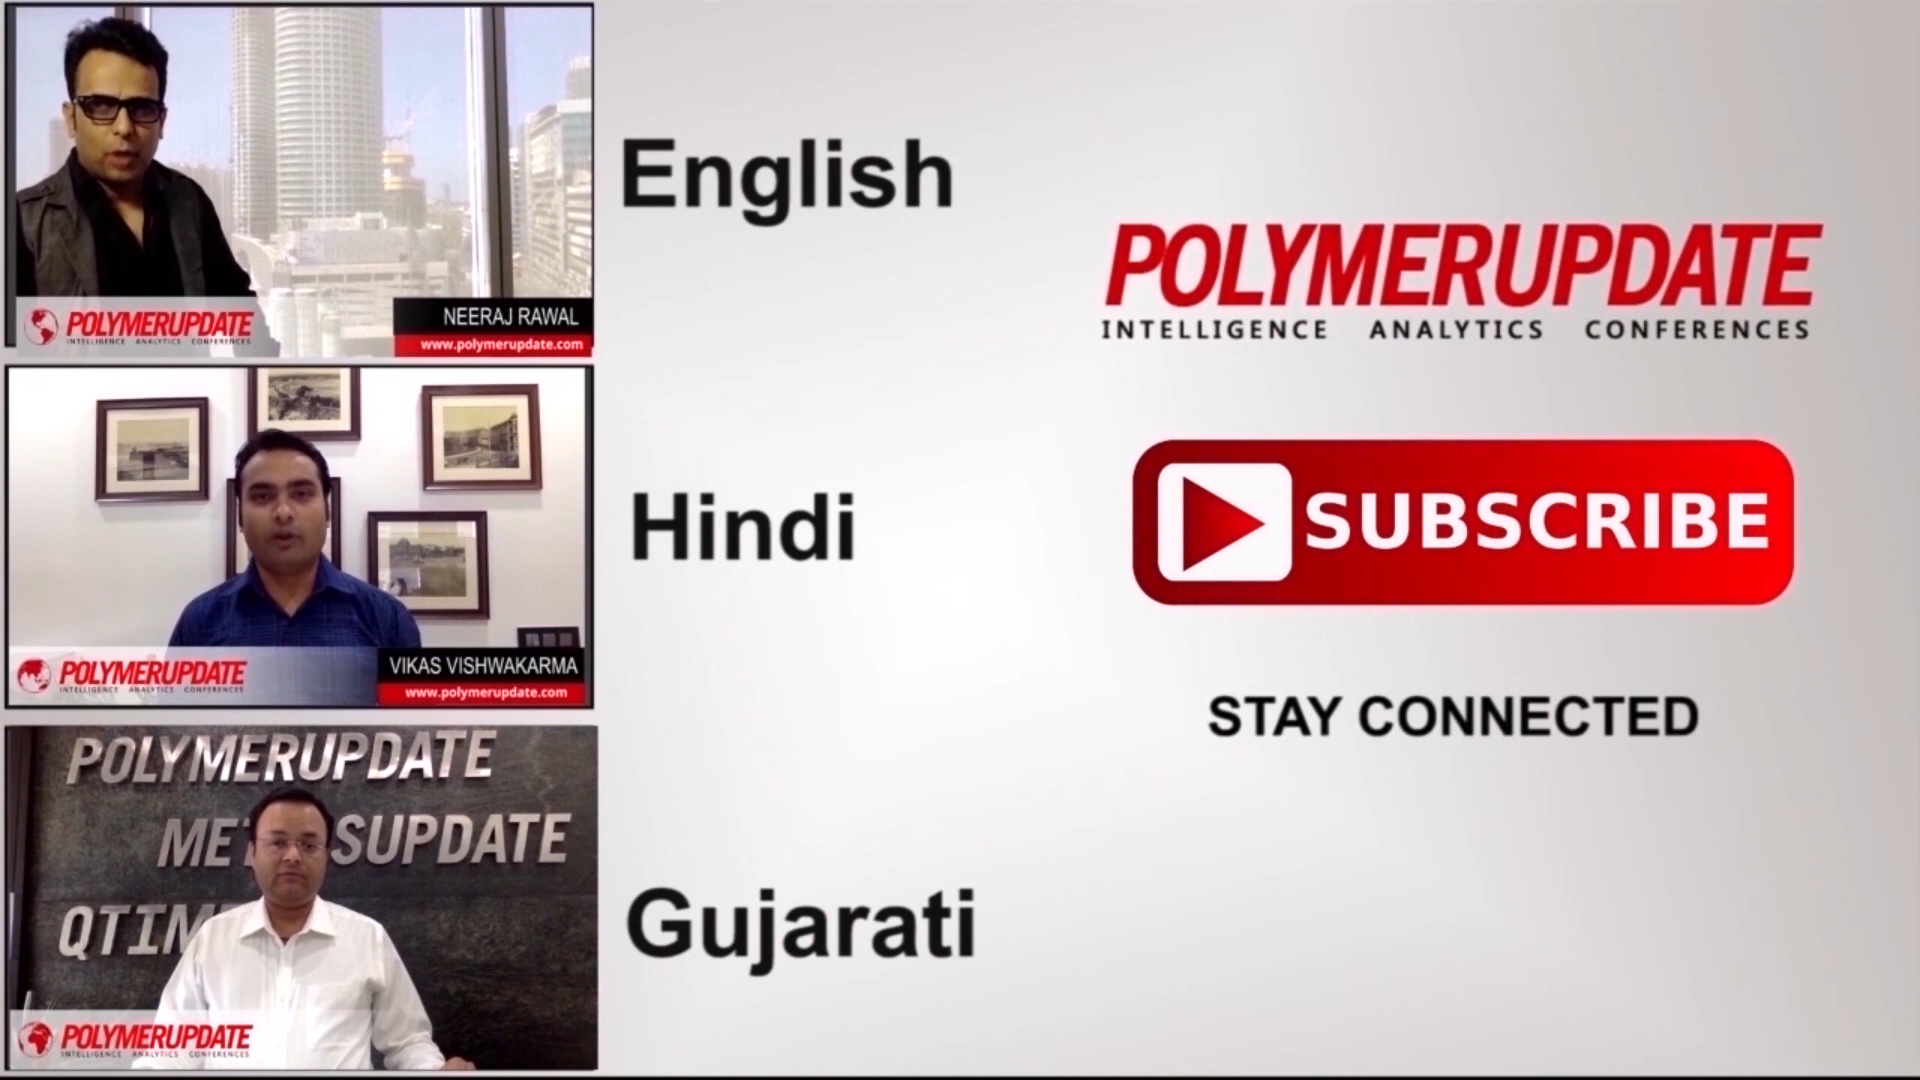 NEERAJ RAWAL
POLYMERUPDATE
INTELLIGENCE ANALYTICS CONFERENCES
www.polymerupdate.com
English
VIKAS VISHWAKARMA
POLYMERUPDATE
INTELLIGENCE ANALYTICS CONFERENCES
www.polymerupdate.com
Hindi
POLYMERUPDATE
SUPDATE
POLYMERUPDATE
INTELLIGENCE ANALYTICS CONFERENCES
Gujarati
POLYMERUPDATE
INTELLIGENCE ANALYTICS CONFERENCES
SUBSCRIBE
STAY CONNECTED